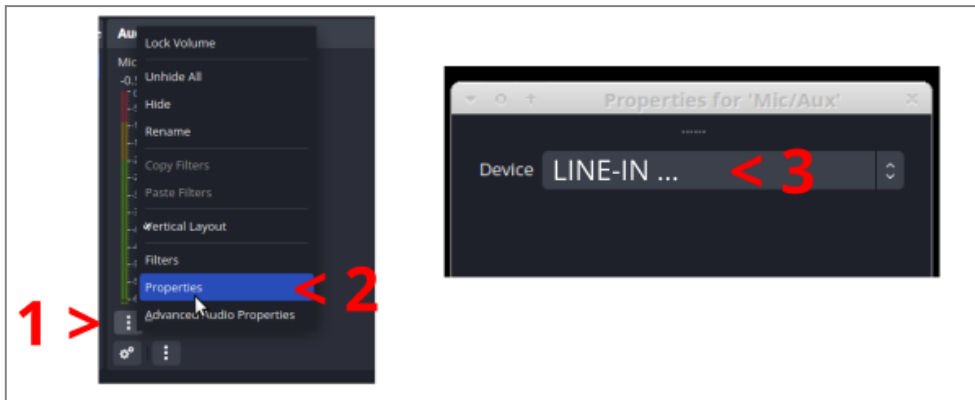 Lock Volume
Unhide All
Hide
Rename
Copy Filters
Paste Filters
Vertical Layout
Filters
Properties
Advanced Audio Properties
1 >
< 2
Properties for 'Mic/Aux'
Device LINE-IN ...
< 3